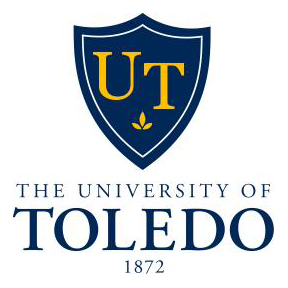 UT
THE UNIVERSITY OF
TOLEDO
1872